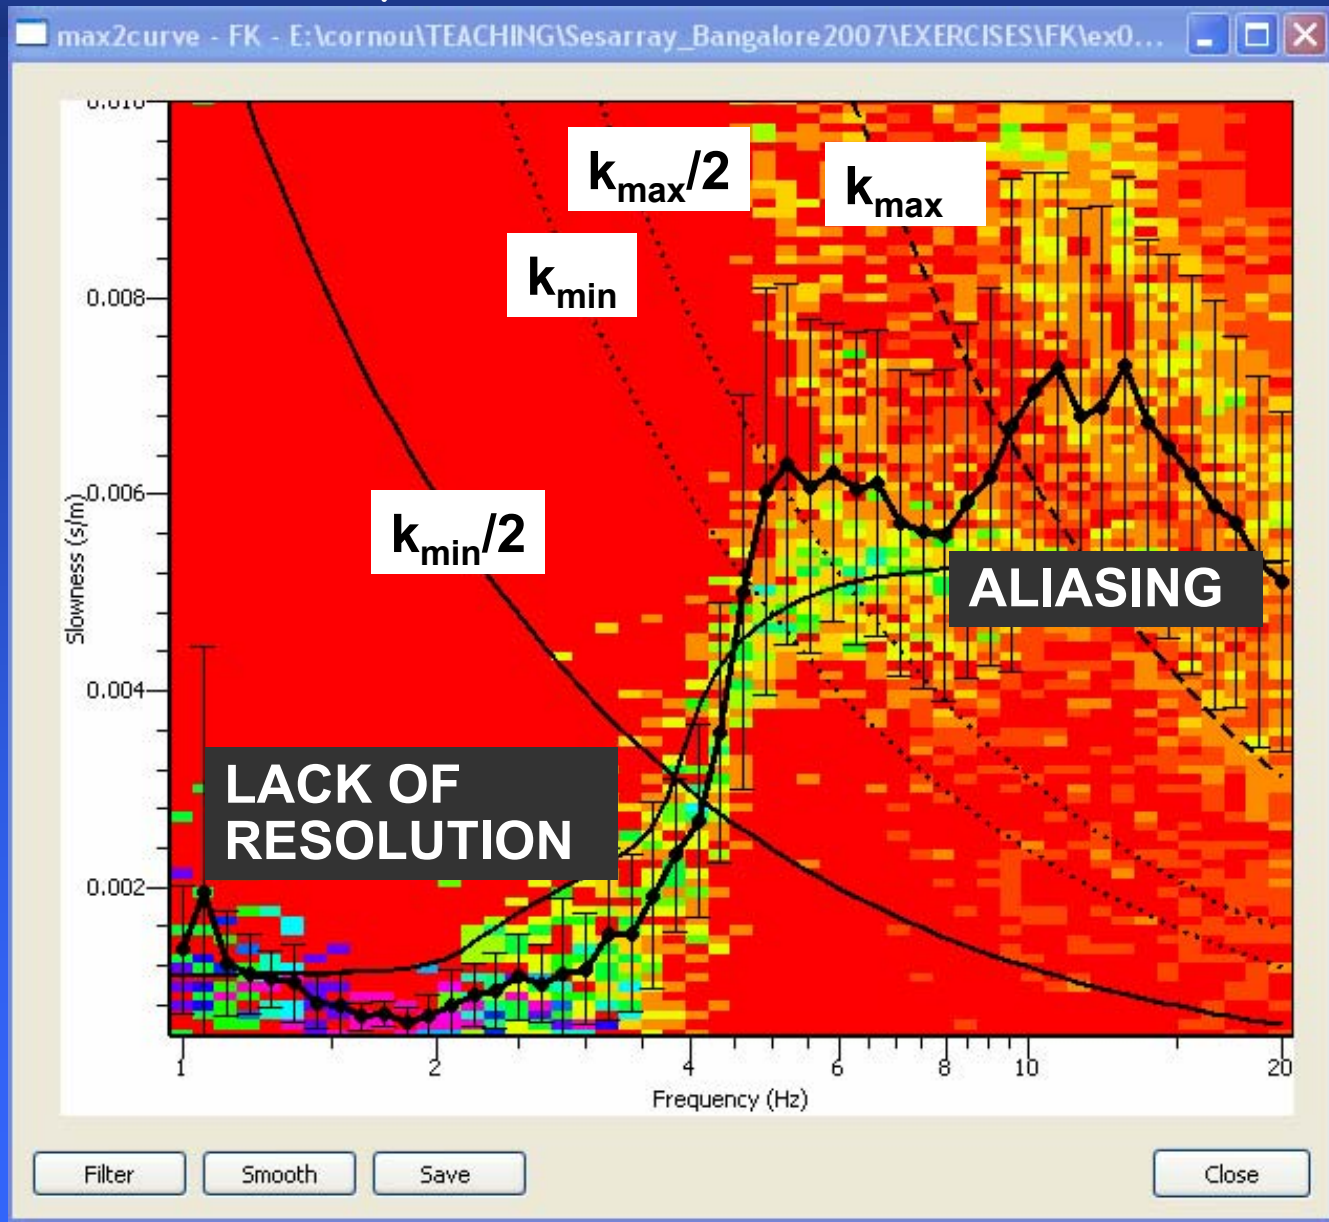 max2curve - FK - E:\cornou\TEACHING\Sesarray_Bangalore2007\EXERCISES\FK\ex0...
0.010
kmax/2
kmax
kmin
0.008
0.006
kmin/2
Slowness (s/m)
ALIASING
0.004
LACK OF
RESOLUTION
0.002
1 2 4 6 8 10 20
Frequency (Hz)
Filter Smooth Save Close